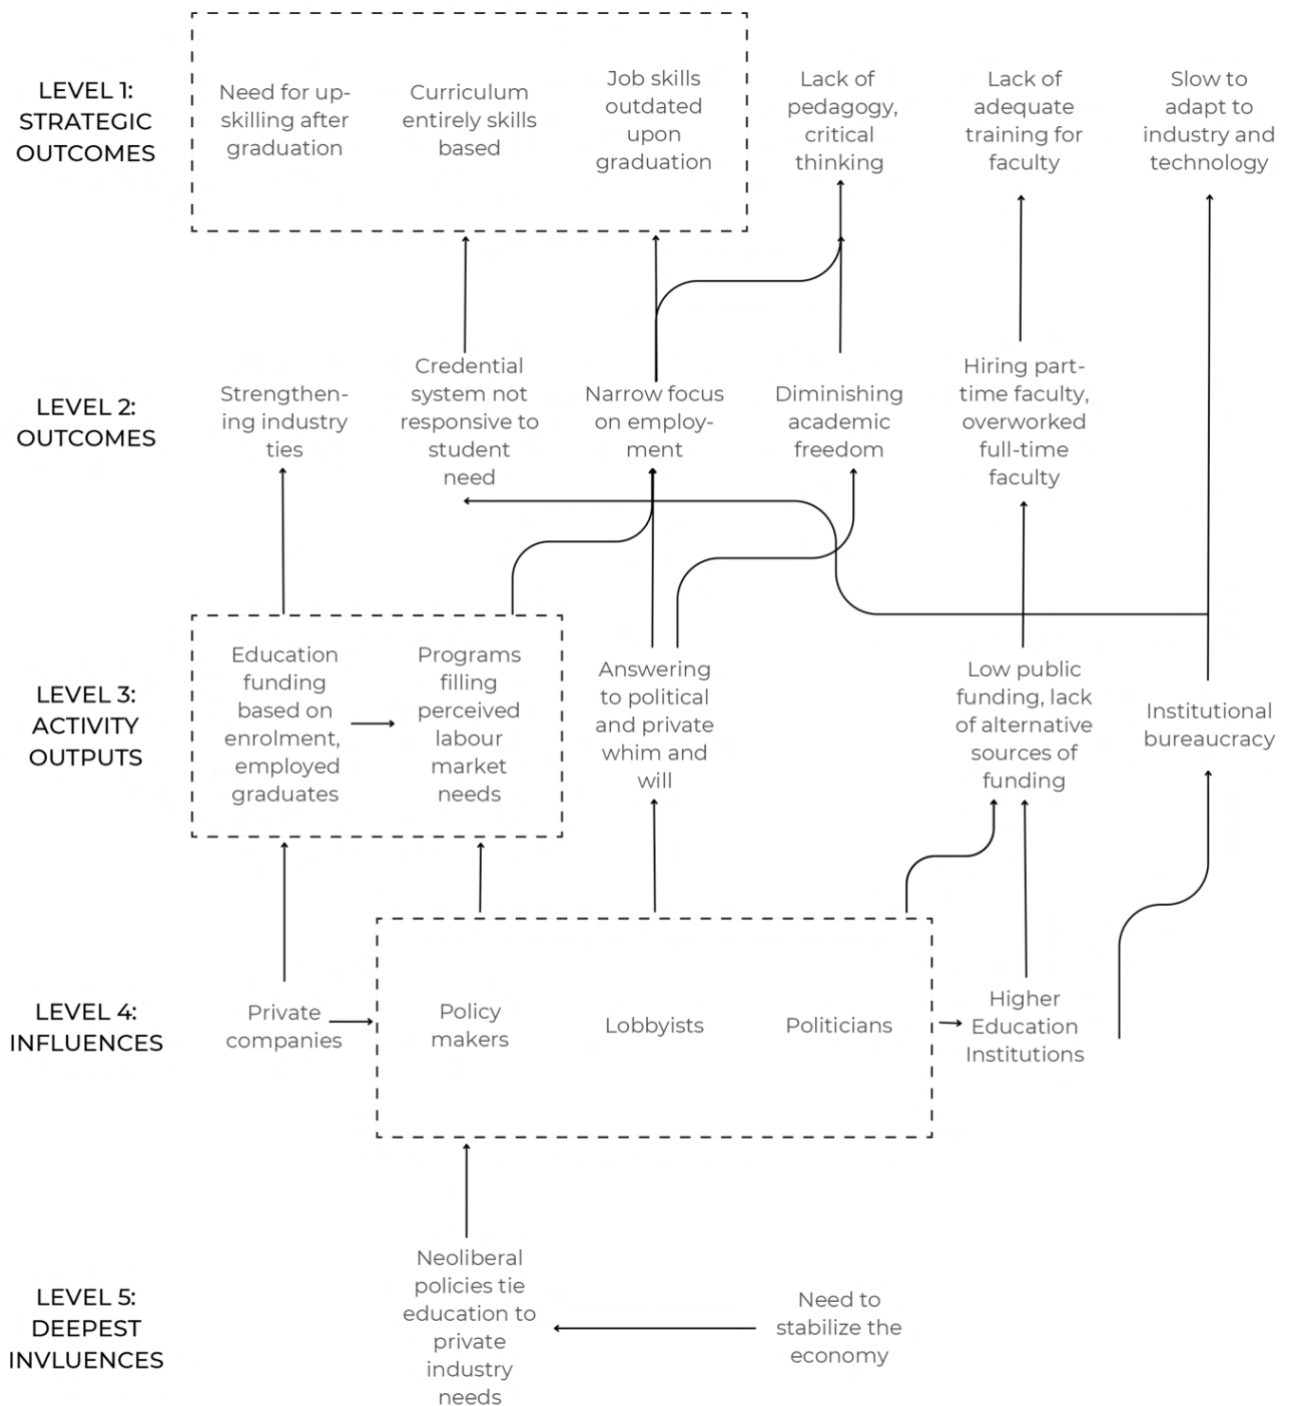 LEVEL 1:
STRATEGIC
OUTCOMES
Need for up-
skilling after
graduation
Curriculum
entirely skills
based
Job skills
outdated
upon
graduation
Lack of
pedagogy,
critical
thinking
Lack of
adequate
training for
faculty
Slow to
adapt to
industry and
technology
LEVEL 2:
OUTCOMES
Strengthen-
ing industry
ties
Credential
system not
responsive to
student
need
Narrow focus
on employ-
ment
Diminishing
academic
freedom
Hiring part-
time faculty,
overworked
full-time
faculty
LEVEL 3:
ACTIVITY
OUTPUTS
Education
funding
based on
enrolment,
employed
graduates
Programs
filling
perceived
labour
market
needs
Answering
to political
and private
whim and
will
Low public
funding, lack
of alternative
sources of
funding
Institutional
bureaucracy
LEVEL 4:
INFLUENCES
Private
companies
Policy
makers
Lobbyists
Politicians
Higher
Education
Institutions
LEVEL 5:
DEEPEST
INVLUENCES
Neoliberal
policies tie
education to
private
industry
needs
Need to
stabilize the
economy